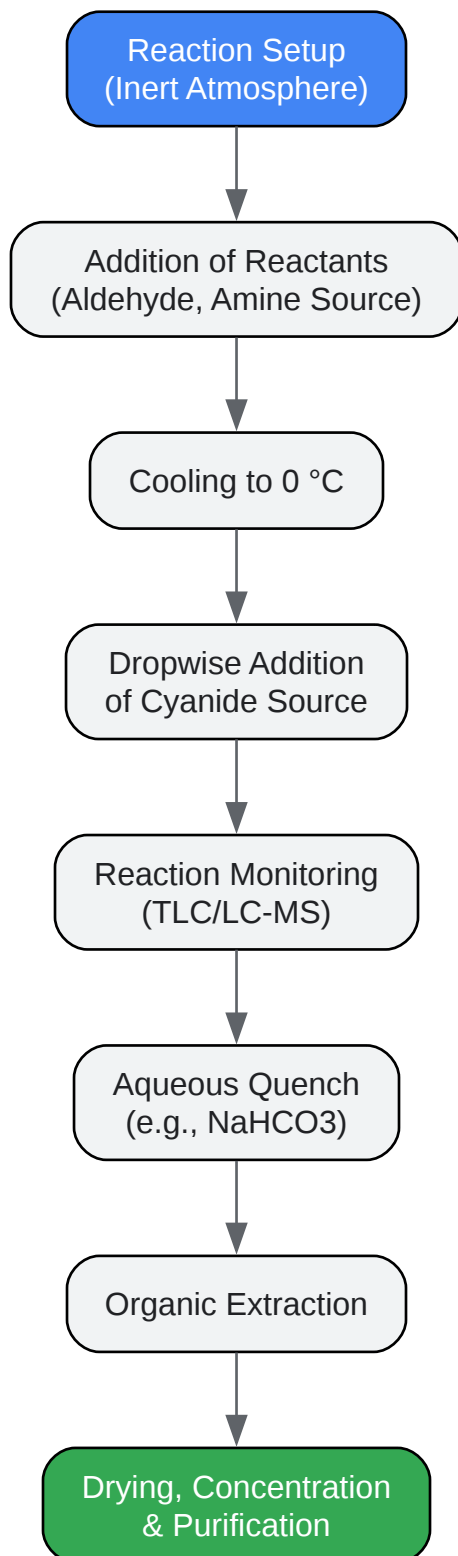 Reaction Setup
(Inert Atmosphere)
Addition of Reactants
(Aldehyde, Amine Source)
Cooling to 0 °C
Dropwise Addition
of Cyanide Source
Reaction Monitoring
(TLC/LC-MS)
Aqueous Quench
(e.g., NaHCO3)
Organic Extraction
Drying, Concentration
& Purification